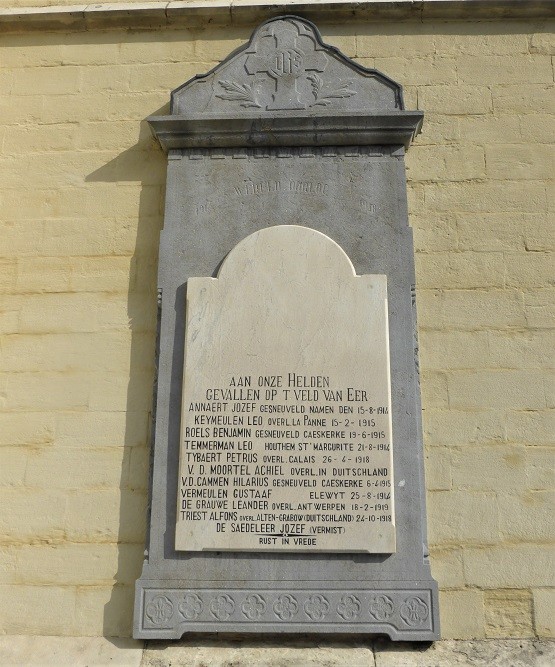 IHS
WERELD OORLOG
AAN ONZE HELDEN
GEVALLEN OP 'T VELD VAN EER
ANNAERT JOZEF GESNEUVELD NAMEN DEN 15-8-1914
KEYMEULEN LEO OVERL. LA PANNE 15-2-1915
ROELS BENJAMIN GESNEUVELD CAESKERKE 19-6-1915
TEMMERMAN LEO HOUTHEM ST MARGURITE 21-8-1914
TYBAERT PETRUS OVERL. CALAIS 26-4-1918
V. D. MOORTEL ACHIEL OVERL. IN DUITSCHLAND
V.D. CAMMEN HILARIUS GESNEUVELD CAESKERKE 6-4-1915
VERMEULEN GUSTAAF ELEWYT 25-8-1914
DE GRAUWE LEANDER OVERL. ANTWERPEN 18-2-1919
TRIEST ALFONS OVERL. ALTEN-GRABOW (DUITSCHLAND) 24-10-1918
DE SAEDELEER JOZEF (VERMIST)
RUST IN VREDE